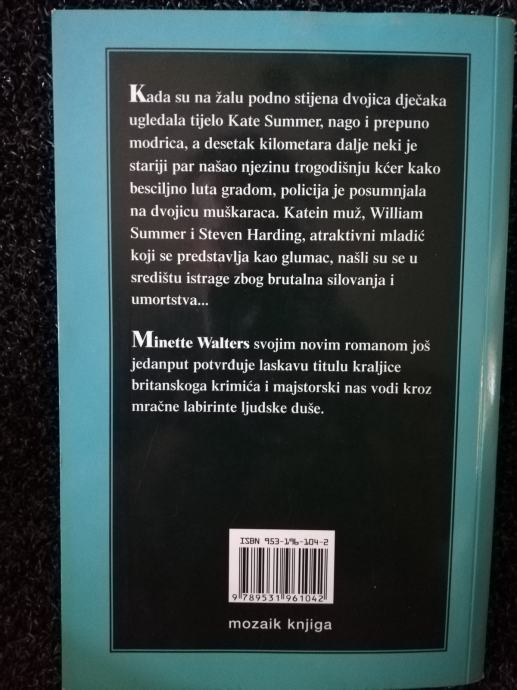 Kada su na žalu podno stijena dvojica dječaka
ugledala tijelo Kate Summer, nago i prepuno
modrica, a desetak kilometara dalje neki je
stariji par našao njezinu trogodišnju kćer kako
besciljno luta gradom, policija je posumnjala
na dvojicu muškaraca. Katein muž, William
Summer i Steven Harding, atraktivni mladić
koji se predstavlja kao glumac, našli su se u
središtu istrage zbog brutalna silovanja i
umortstva...
Minette Walters svojim novim romanom još
jedanput potvrđuje laskavu titulu kraljice
britanskoga krimića i majstorski nas vodi kroz
mračne labirinte ljudske duše.
ISBN 953-196-104-2
9 789531 961042
mozaik knjiga